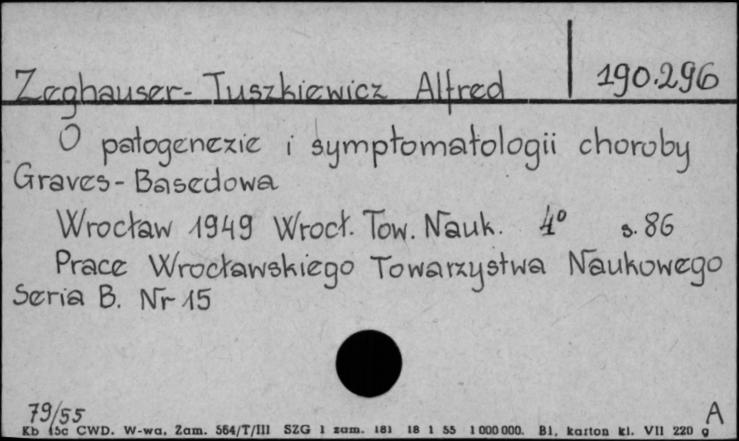 Zeghauser-Tuszkiewicz Alfred 190.296
O patogenezie i symptomatologii choroby
Graves-Basedowa
Wrocław 1949 Wrocł. Tow. Nauk. 4° s. 86
Prace Wrocławskiego Towarzystwa Naukowego
Seria B. Nr 15
79/55 A
Kb 15c CWD. W-wa, Zam. 564/T/III SZG 1 zam. 181 18 1 55 1 000 000. Bl. karton kl. VII 220 g